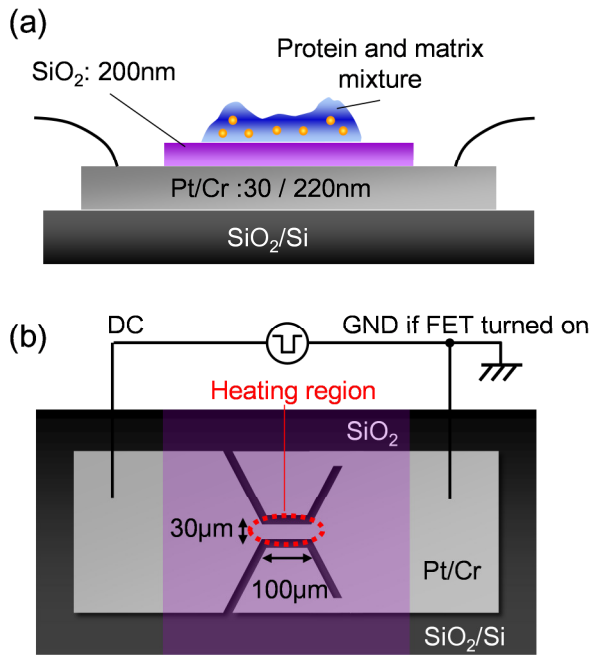 (a)
Protein and matrix
mixture
SiO₂: 200nm
Pt/Cr :30 / 220nm
SiO₂/Si
(b)
DC
GND if FET turned on
Heating region
SiO₂
30μm
100μm
Pt/Cr
SiO₂/Si